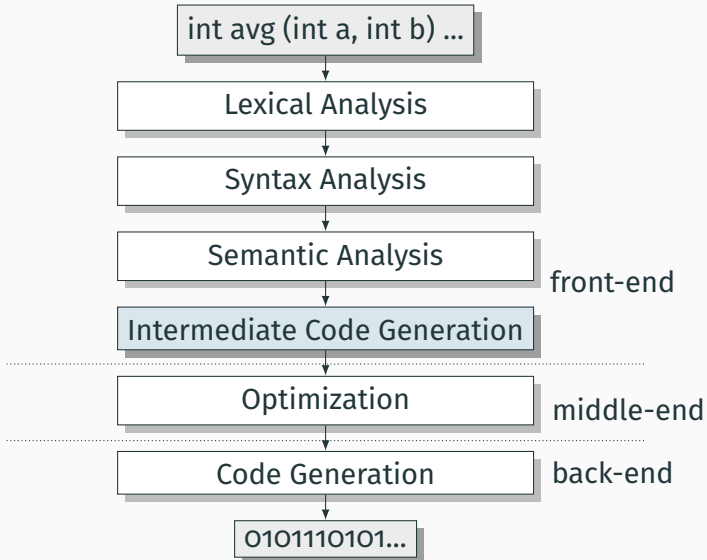 int avg (int a, int b) ...
Lexical Analysis
Syntax Analysis
Semantic Analysis
front-end
Intermediate Code Generation
Optimization
middle-end
Code Generation
back-end
0101110101...